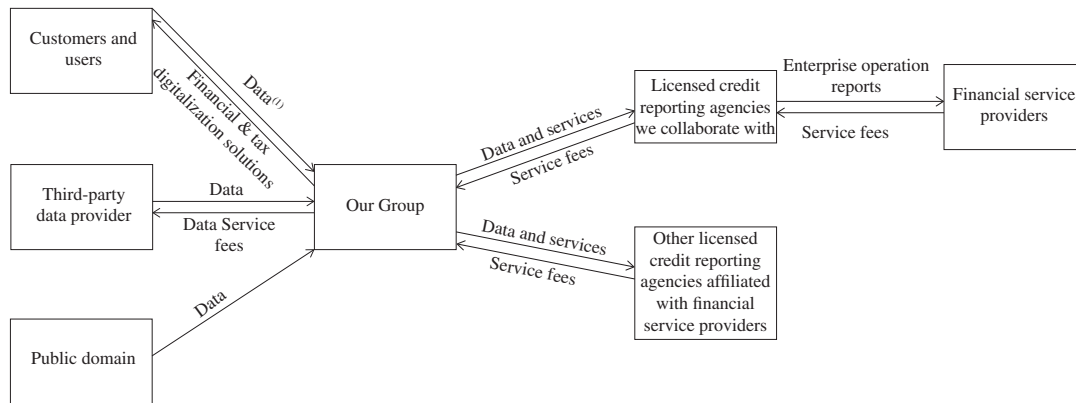 Customers and
users
Data(1)
Financial & tax
digitalization solutions
Third-party
data provider
Data
Data Service
fees
Public domain
Data
Our Group
Data and services
Service fees
Data and services
Service fees
Licensed credit
reporting agencies
we collaborate with
Other licensed
credit reporting
agencies affiliated
with financial
service providers
Enterprise operation
reports
Service fees
Financial service
providers